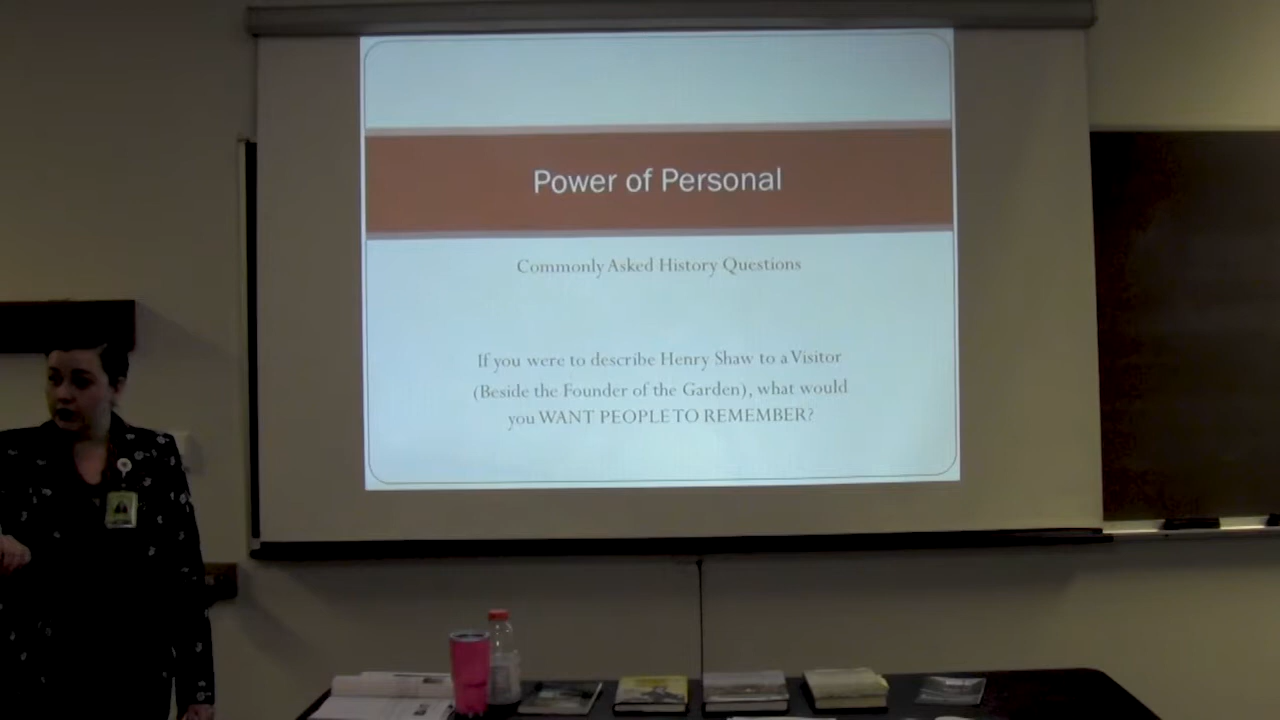 Power of Personal
Commonly Asked History Questions
If you were to describe Henry Shaw to a Visitor
(Beside the Founder of the Garden), what would
you WANT PEOPLE TO REMEMBER?